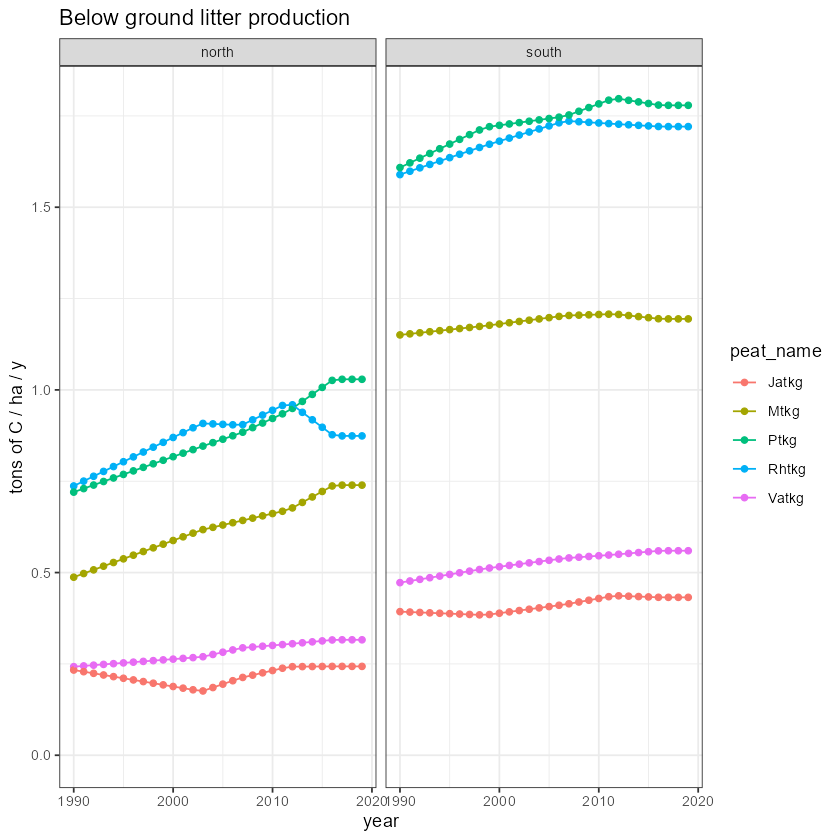 Below ground litter production
north south
tons of C / ha / y
1.5
1.0
0.5
0.0
1990 2000 2010 2020 1990 2000 2010 2020
year
peat_name
Jatkg
Mtkg
Ptkg
Rhtkg
Vatkg